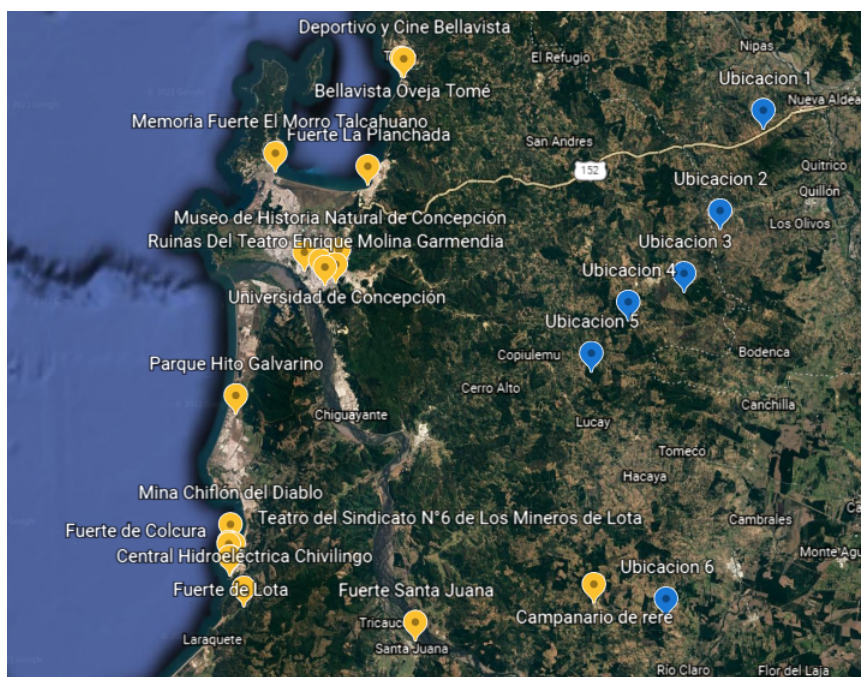 Deportivo y Cine Bellavista
El Refugio
Nipas
Ubicacion 1
Nueva Aldea
Bellavista Oveja Tomé
Memoria Fuerte El Morro Talcahuano
Fuerte La Planchada
San Andres
152
Quitrico
Quillón
Ubicacion 2
Los Olivos
Museo de Historia Natural de Concepción
Ruinas Del Teatro Enrique Molina Garmendia
Ubicacion 3
Ubicacion 4
Universidad de Concepción
Ubicacion 5
Copiulemu
Bodenca
Parque Hito Galvarino
Cerro Alto
Canchilla
Chiguayante
Lucay
Tomeco
Hacaya
Mina Chiflón del Diablo
Teatro del Sindicato N°6 de Los Mineros de Lota
Cambrales
Fuerte de Colcura
Central Hidroeléctrica Chivilingo
Monte Agu
Ubicacion 6
Fuerte de Lota
Fuerte Santa Juana
Campanario de rere
Tricauc
Laraquete
Santa Juana
Rio Claro
Flor del Laja